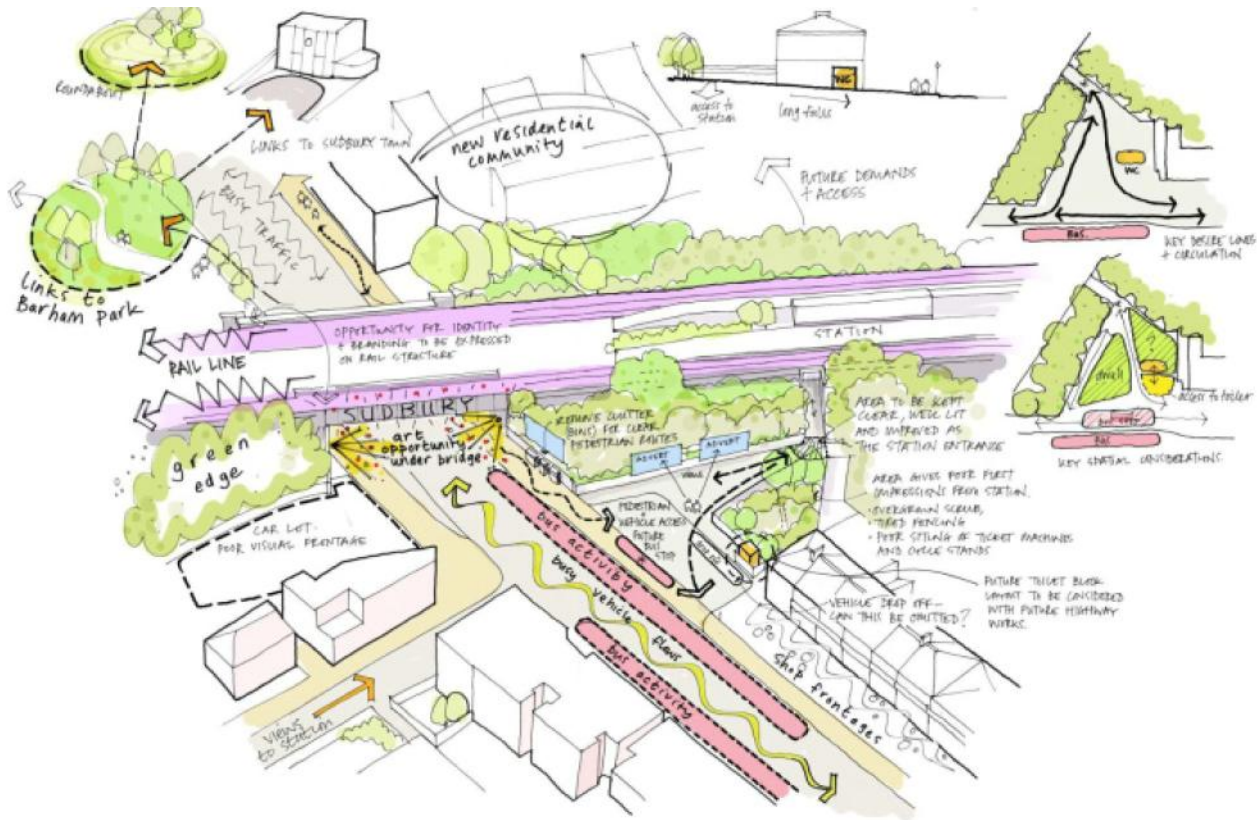 ROUNDABOUT
LINKS TO SUDBURY TOWN
new residential
community
WC
access to
station
long
FUTURE DEMANDS
+ ACCESS
WC
BUS.
KEY DESIRE LINES
+ CIRCULATION
BUSY TRAFFIC
Links to
Barham Park
RAIL LINE
OPPORTUNITY FOR IDENTITY
+ BRANDING TO BE EXPRESSED
ON RAIL STRUCTURE
STATION
?
dwell
access to toilet
BUS STOP
BUS
KEY SPATIAL CONSIDERATIONS
SUDBURY
art
opportunity
under bridge
REMOVE CLUTTER
(BINS) FOR CLEAR
PEDESTRIAN ROUTES
ADVERT
ADVERT
AREA TO BE KEPT
CLEAR, WELL LIT
AND IMPROVED AS
THE STATION ENTRANCE
green
edge
CAR LOT.
POOR VISUAL FRONTAGE
PEDESTRIAN
+
VEHICLE ACCESS
FUTURE
BUS
STOP
AREA GIVES POOR FIRST
IMPRESSIONS FROM STATION.
• OVERGROWN SCRUB,
• TIRED FENCING
• POOR SITING OF TICKET MACHINES
AND CYCLE STANDS
bus activity
busy vehicle flows
bus activity
VEHICLE DROP OFF -
CAN THIS BE OMITTED?
FUTURE TOILET BLOCK
LAYOUT TO BE CONSIDERED
WITH FUTURE HIGHWAY
WORKS.
shop frontages
VIEWS
to station